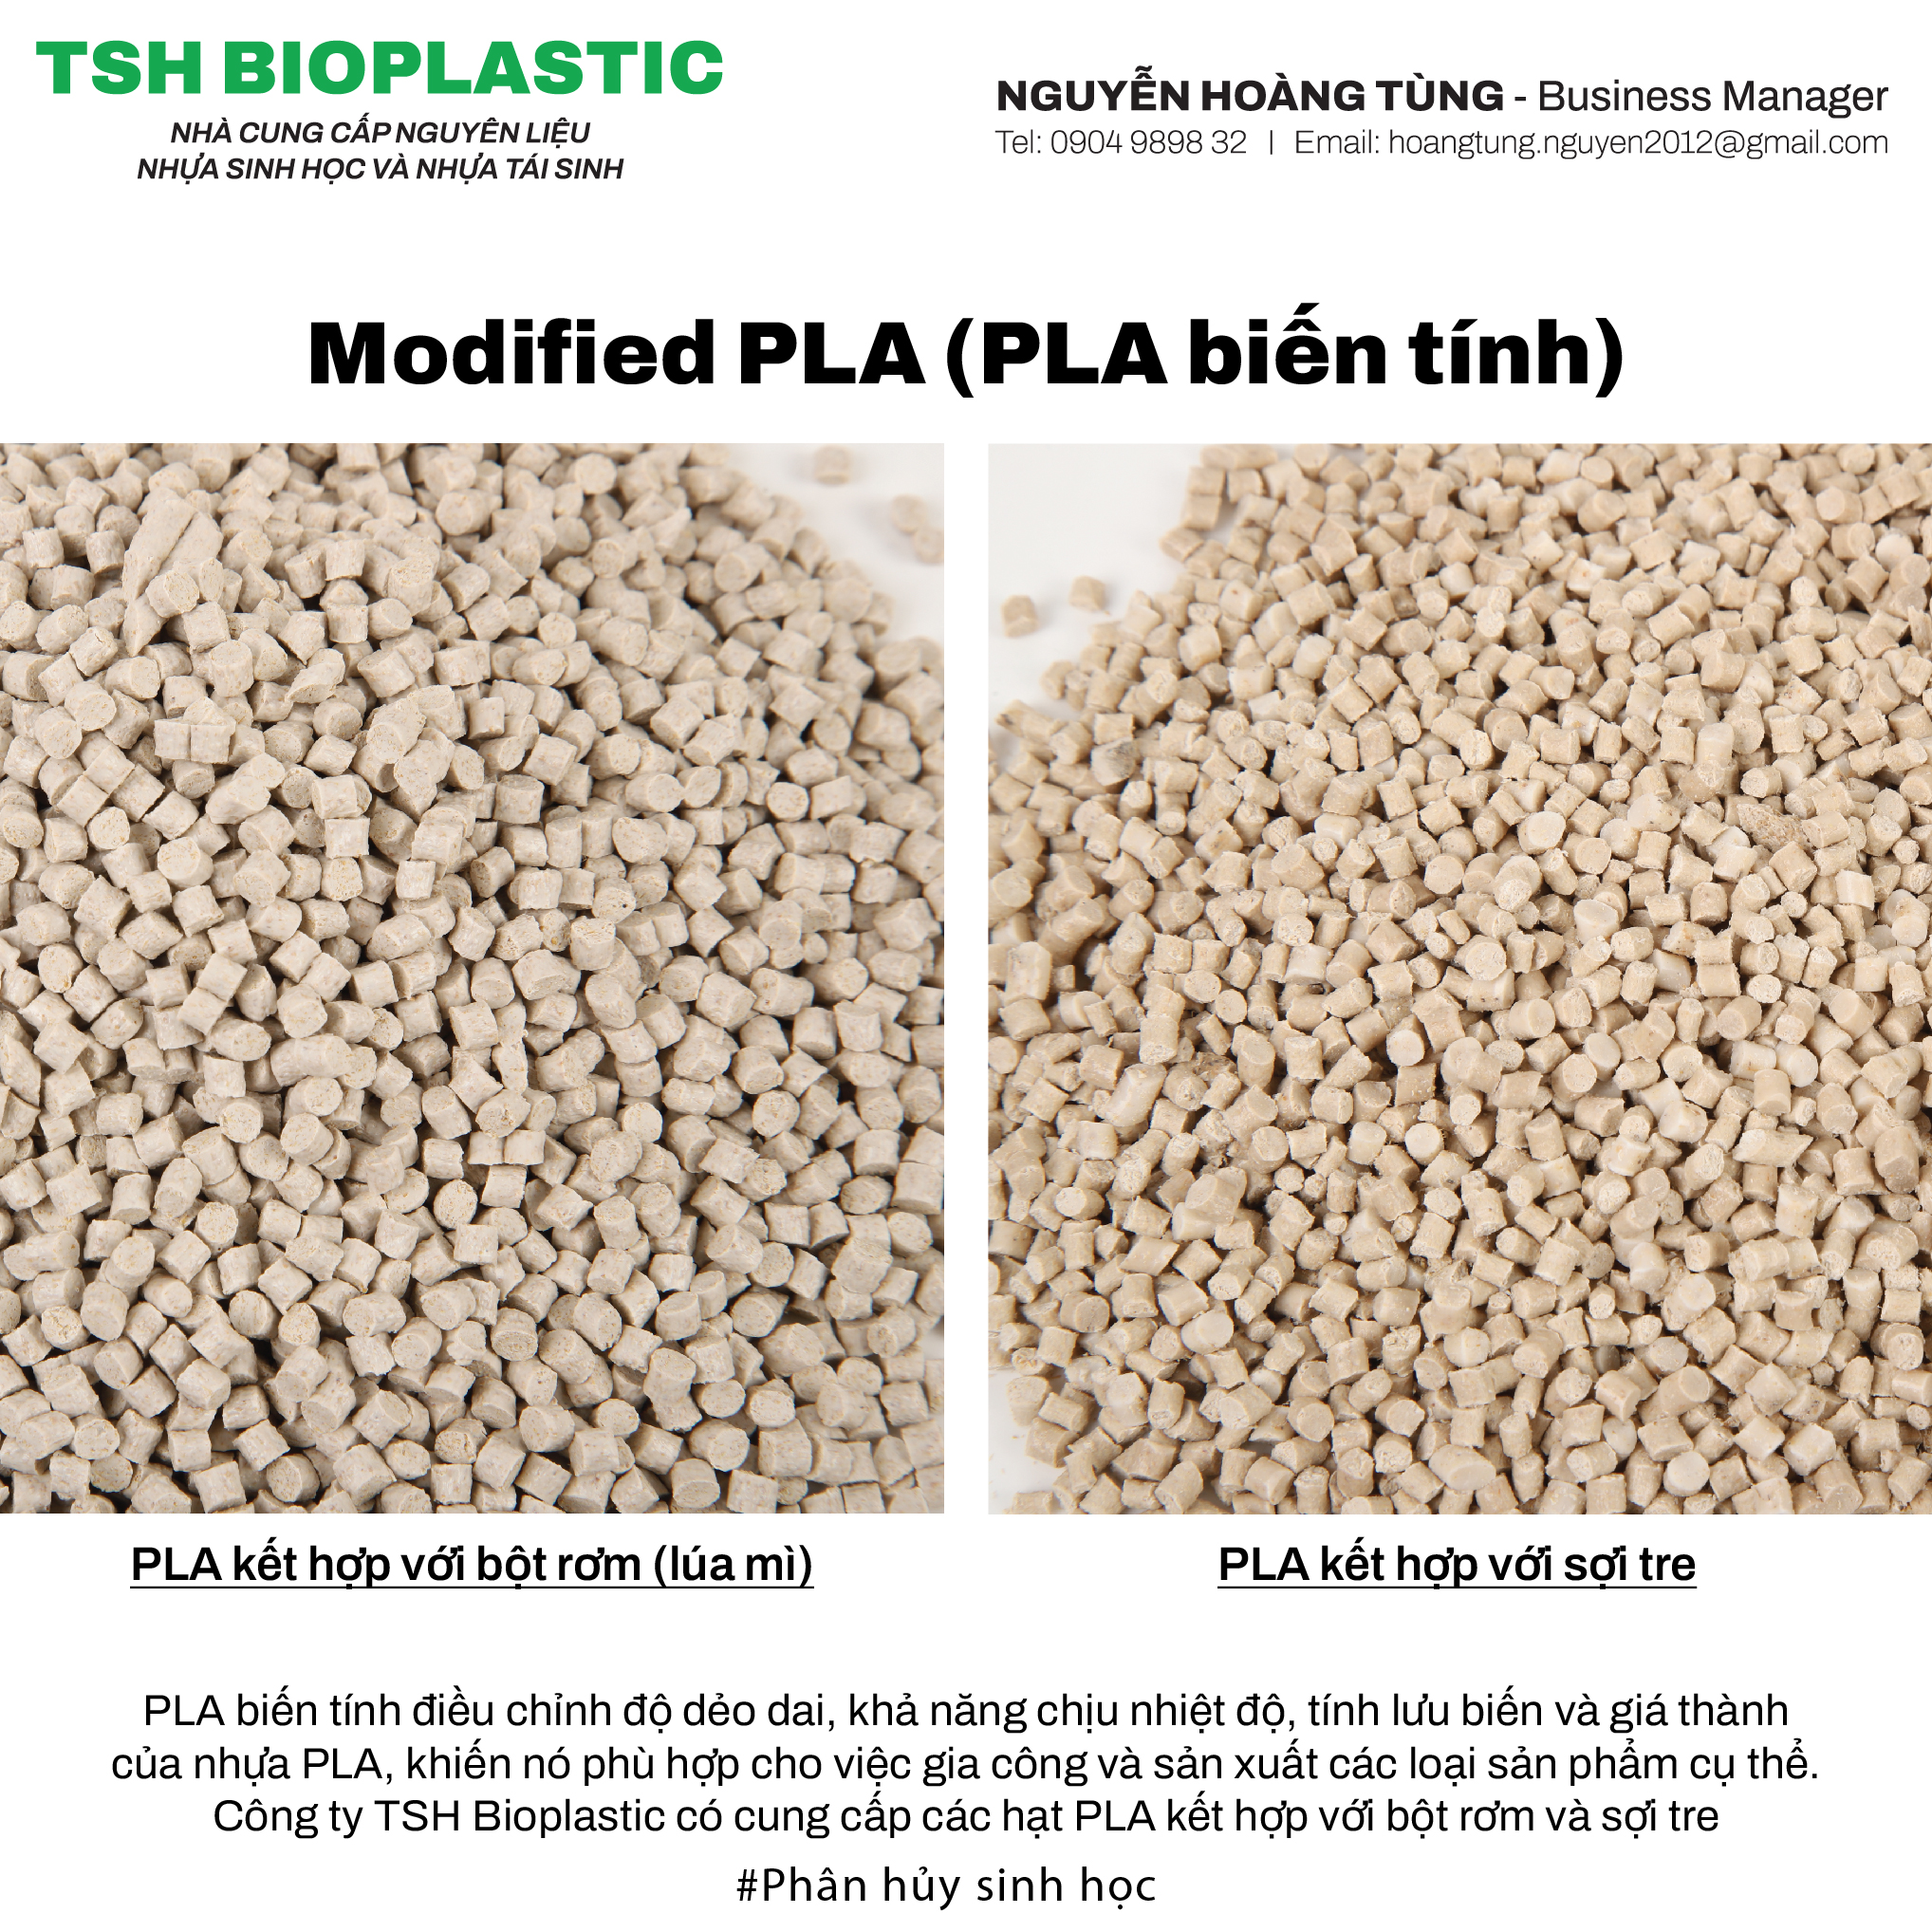 TSH BIOPLASTIC
NHÀ CUNG CẤP NGUYÊN LIỆU
NHỰA SINH HỌC VÀ NHỰA TÁI SINH
NGUYỄN HOÀNG TÙNG - Business Manager
Tel: 0904 9898 32 | Email: hoangtung.nguyen2012@gmail.com
Modified PLA (PLA biến tính)
PLA kết hợp với bột rơm (lúa mì)
PLA kết hợp với sợi tre
PLA biến tính điều chỉnh độ dẻo dai, khả năng chịu nhiệt độ, tính lưu biến và giá thành
của nhựa PLA, khiến nó phù hợp cho việc gia công và sản xuất các loại sản phẩm cụ thể.
Công ty TSH Bioplastic có cung cấp các hạt PLA kết hợp với bột rơm và sợi tre
#Phân hủy sinh học